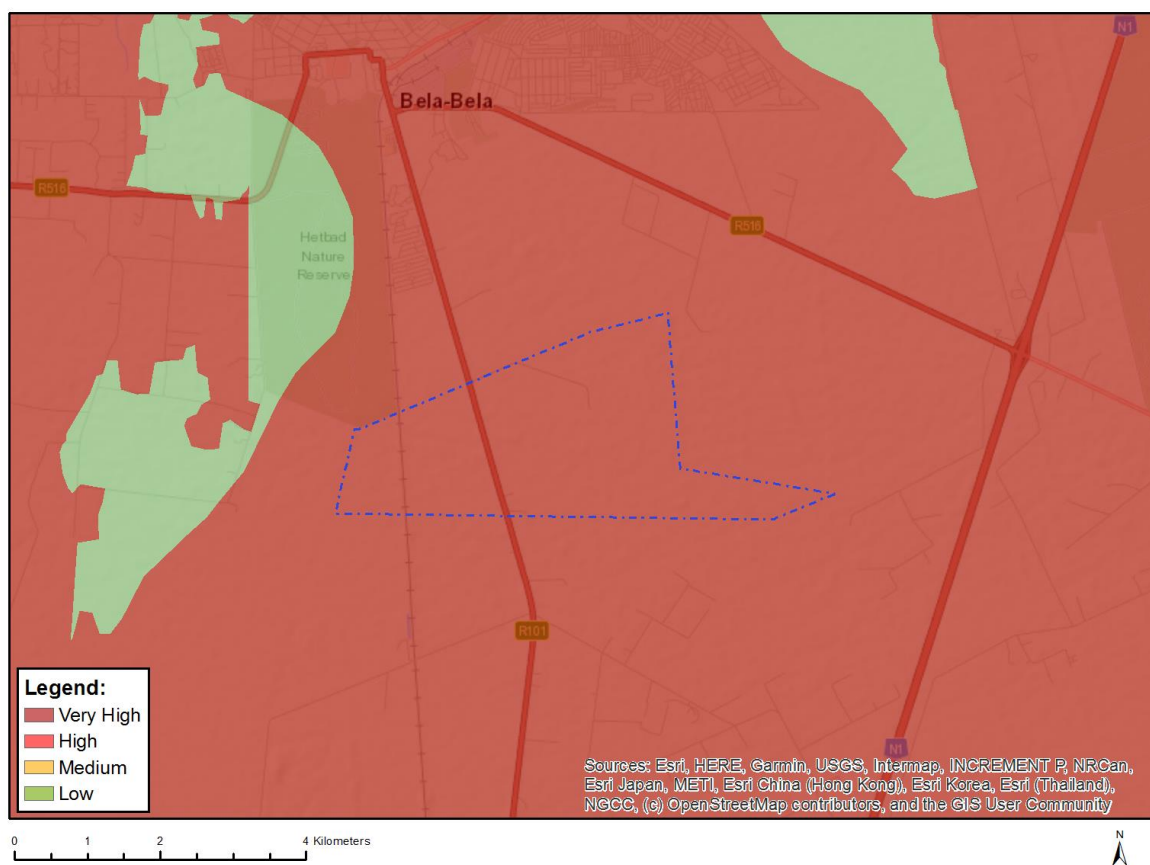 N1
Bela-Bela
R516
R516
Hetbad
Nature
Reserve
R101
N1
Legend:
Very High
High
Medium
Low
Sources: Esri, HERE, Garmin, USGS, Intermap, INCREMENT P, NRCan,
Esri Japan, METI, Esri China (Hong Kong), Esri Korea, Esri (Thailand),
NGCC, (c) OpenStreetMap contributors, and the GIS User Community
0 1 2 4 Kilometers
N